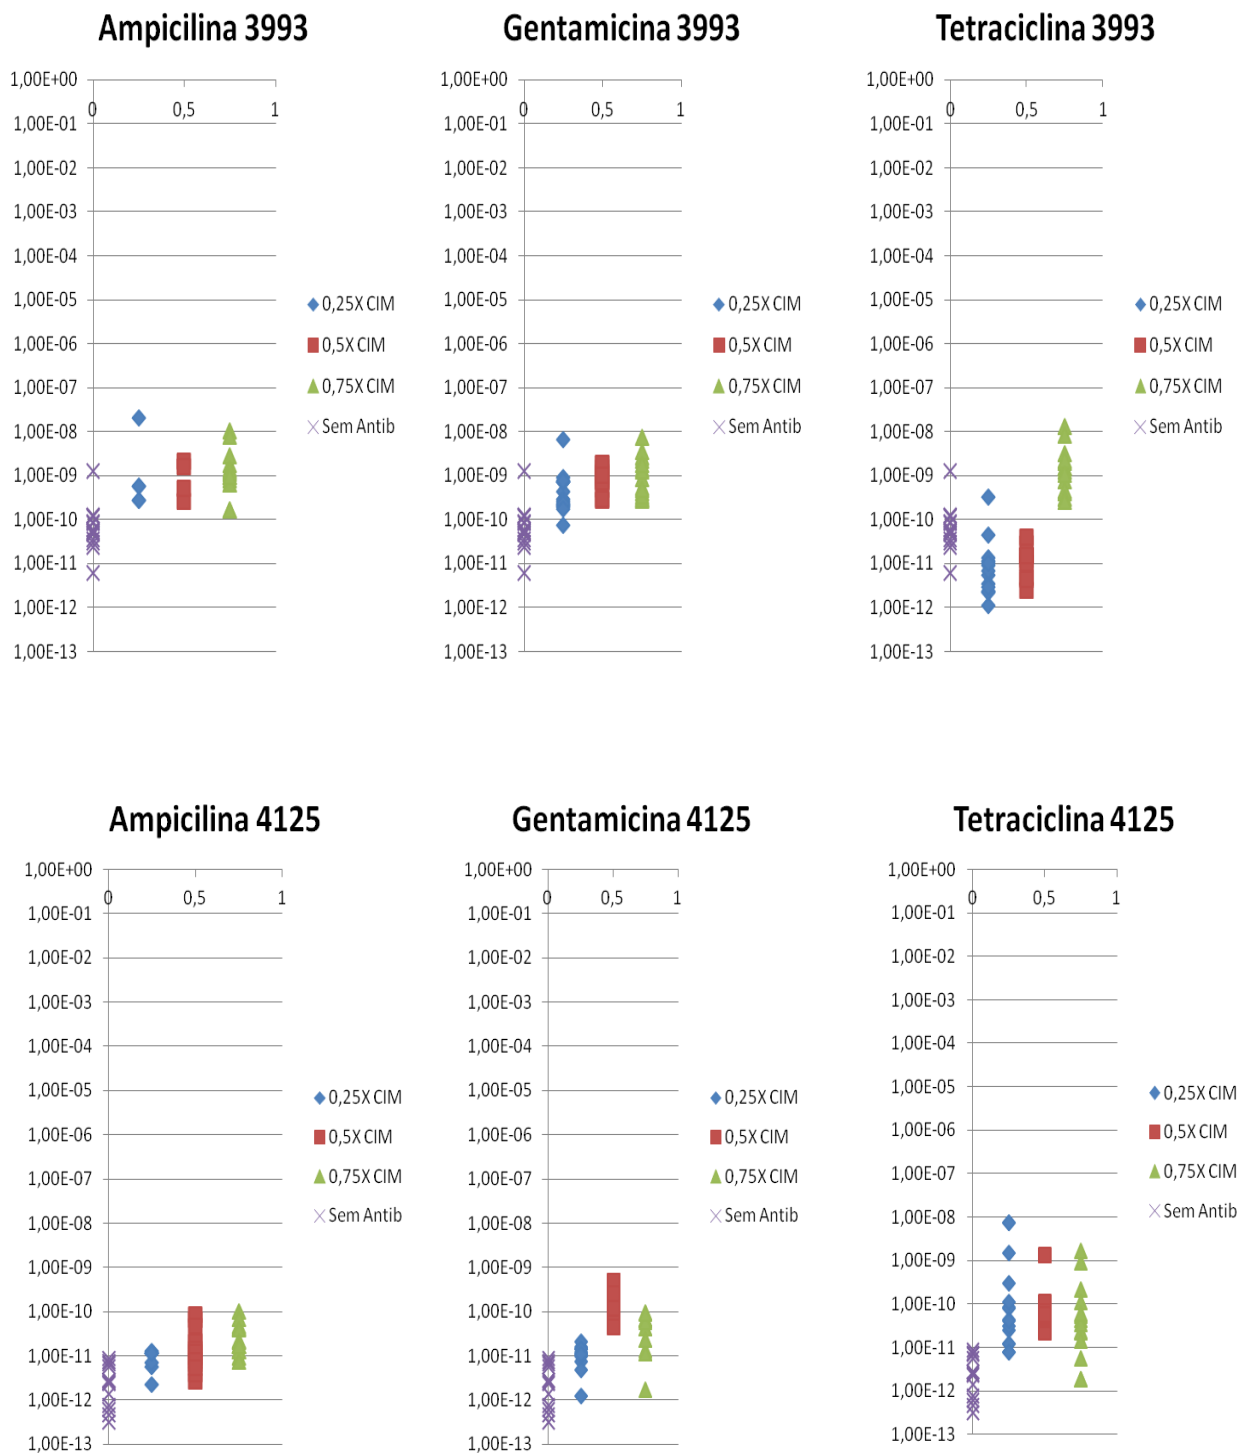 Ampicilina 3993
1,00E+00
0 0,5 1
1,00E-01
1,00E-02
1,00E-03
1,00E-04
1,00E-05
1,00E-06
1,00E-07
1,00E-08
1,00E-09
1,00E-10
1,00E-11
1,00E-12
1,00E-13
0,25X CIM
0,5X CIM
0,75X CIM
Sem Antib
Gentamicina 3993
1,00E+00
0 0,5 1
1,00E-01
1,00E-02
1,00E-03
1,00E-04
1,00E-05
1,00E-06
1,00E-07
1,00E-08
1,00E-09
1,00E-10
1,00E-11
1,00E-12
1,00E-13
0,25X CIM
0,5X CIM
0,75X CIM
Sem Antib
Tetraciclina 3993
1,00E+00
0 0,5 1
1,00E-01
1,00E-02
1,00E-03
1,00E-04
1,00E-05
1,00E-06
1,00E-07
1,00E-08
1,00E-09
1,00E-10
1,00E-11
1,00E-12
1,00E-13
0,25X CIM
0,5X CIM
0,75X CIM
Sem Antib
Ampicilina 4125
1,00E+00
0 0,5 1
1,00E-01
1,00E-02
1,00E-03
1,00E-04
1,00E-05
1,00E-06
1,00E-07
1,00E-08
1,00E-09
1,00E-10
1,00E-11
1,00E-12
1,00E-13
0,25X CIM
0,5X CIM
0,75X CIM
Sem Antib
Gentamicina 4125
1,00E+00
0 0,5 1
1,00E-01
1,00E-02
1,00E-03
1,00E-04
1,00E-05
1,00E-06
1,00E-07
1,00E-08
1,00E-09
1,00E-10
1,00E-11
1,00E-12
1,00E-13
0,25X CIM
0,5X CIM
0,75X CIM
Sem Antib
Tetraciclina 4125
1,00E+00
0 0,5 1
1,00E-01
1,00E-02
1,00E-03
1,00E-04
1,00E-05
1,00E-06
1,00E-07
1,00E-08
1,00E-09
1,00E-10
1,00E-11
1,00E-12
1,00E-13
0,25X CIM
0,5X CIM
0,75X CIM
Sem Antib